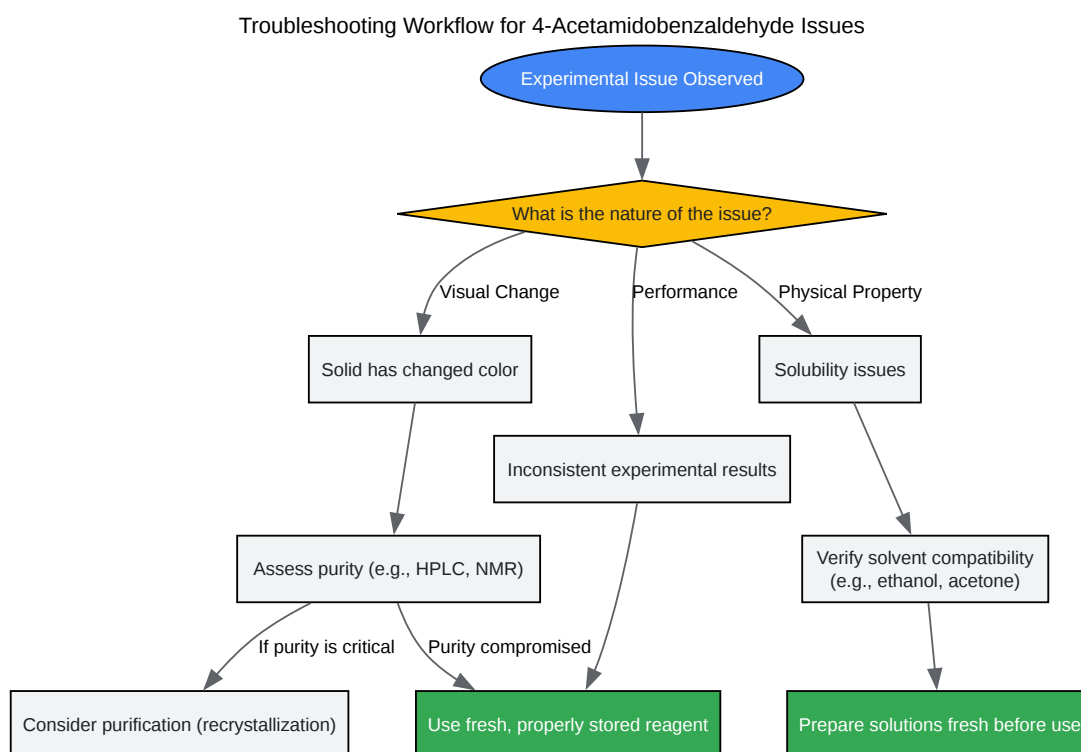 Troubleshooting Workflow for 4-Acetamidobenzaldehyde Issues
Experimental Issue Observed
What is the nature of the issue?
Visual Change
Performance
Physical Property
Solid has changed color
Solubility issues
Inconsistent experimental results
Assess purity (e.g., HPLC, NMR)
Verify solvent compatibility
(e.g., ethanol, acetone)
If purity is critical
Purity compromised
Consider purification (recrystallization)
Use fresh, properly stored reagent
Prepare solutions fresh before use